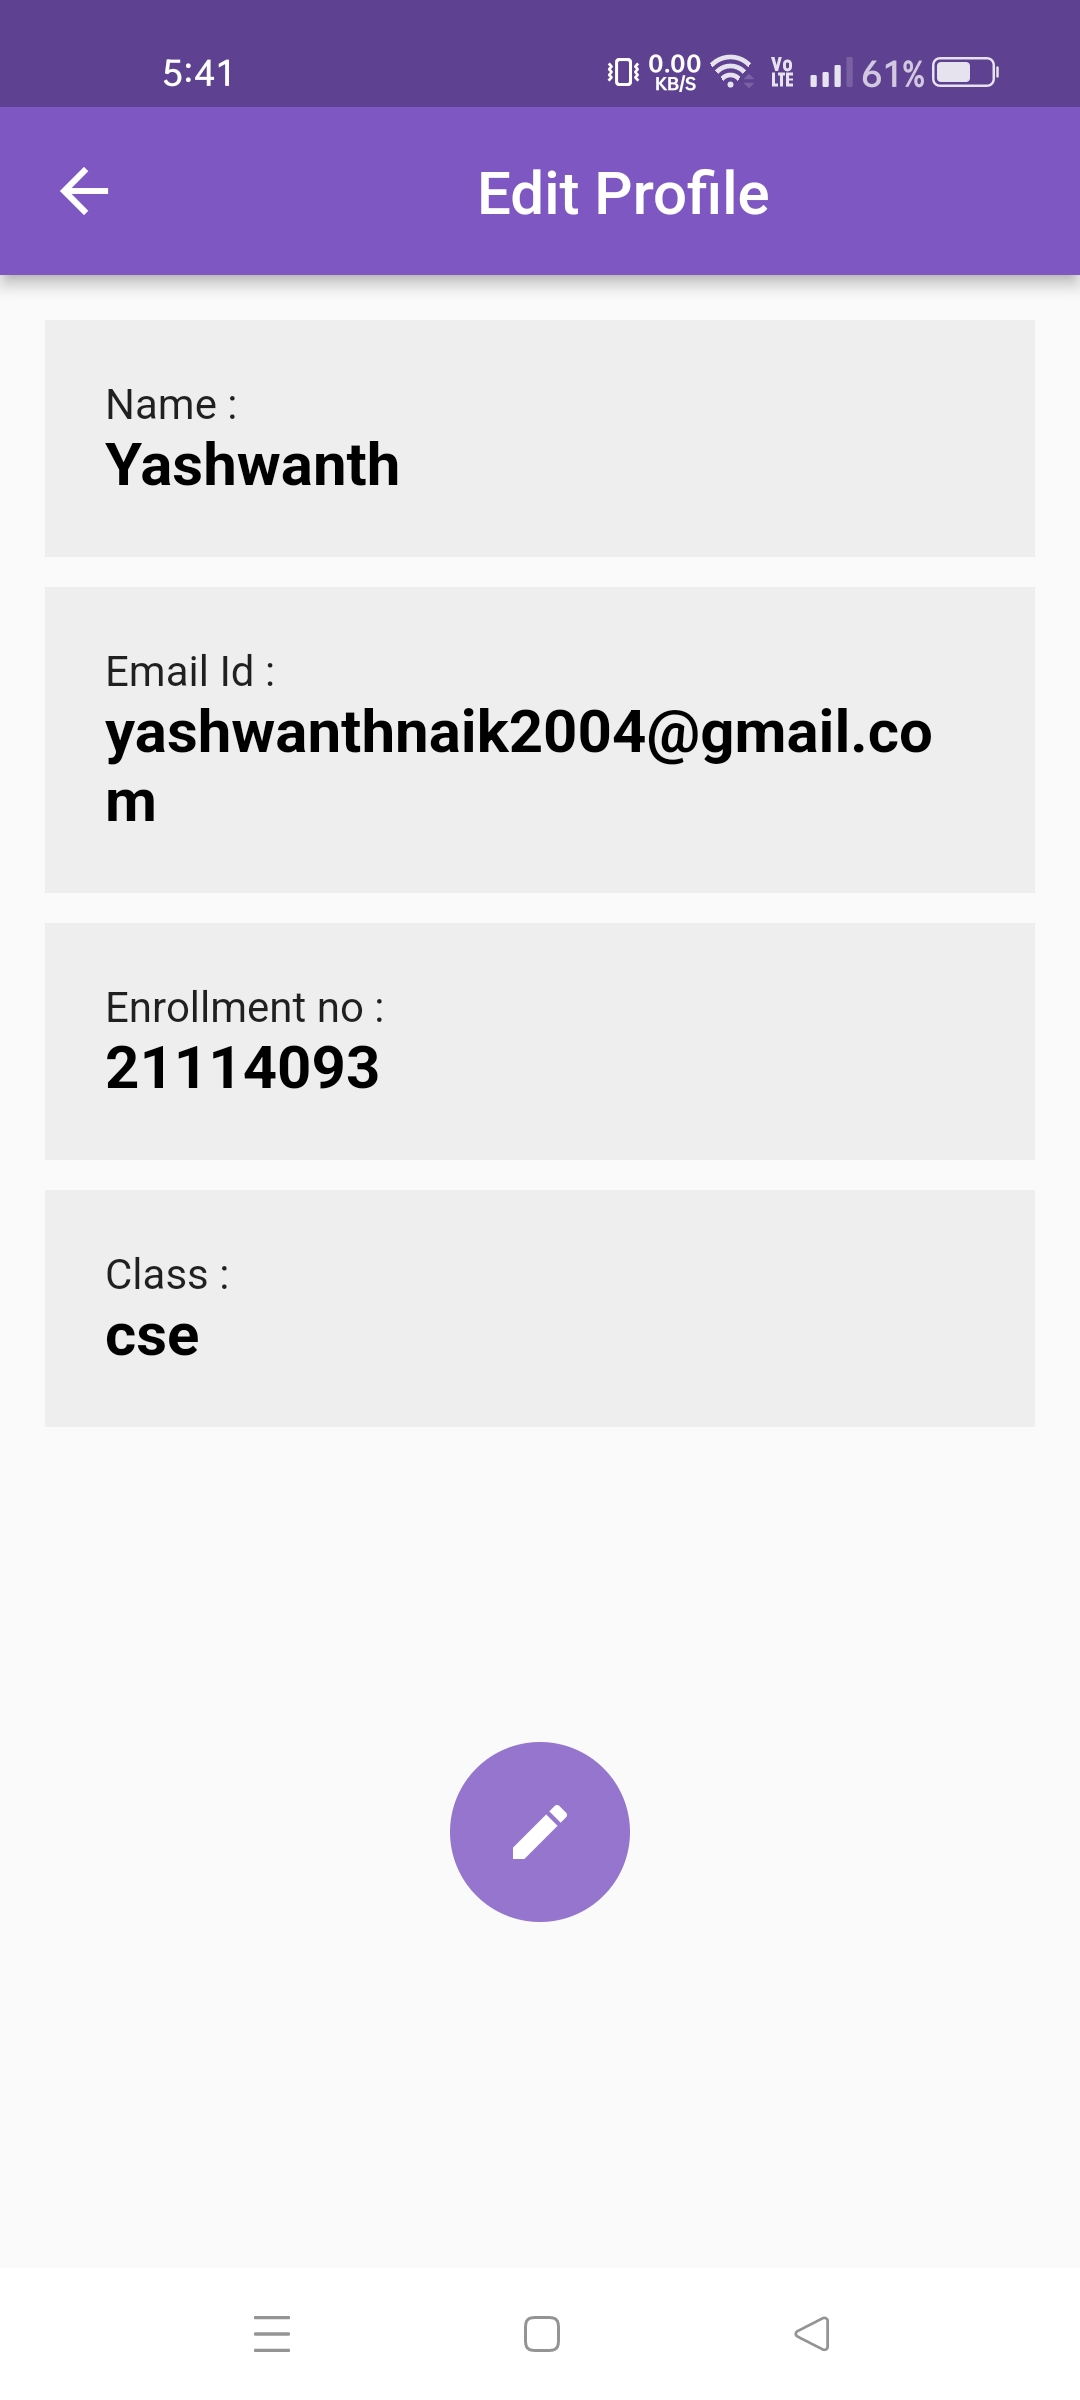 5:41
0.00
KB/S
Vo
LTE
61%
Edit Profile
Name :
Yashwanth
Email Id :
yashwanthnaik2004@gmail.co
m
Enrollment no :
21114093
Class :
cse